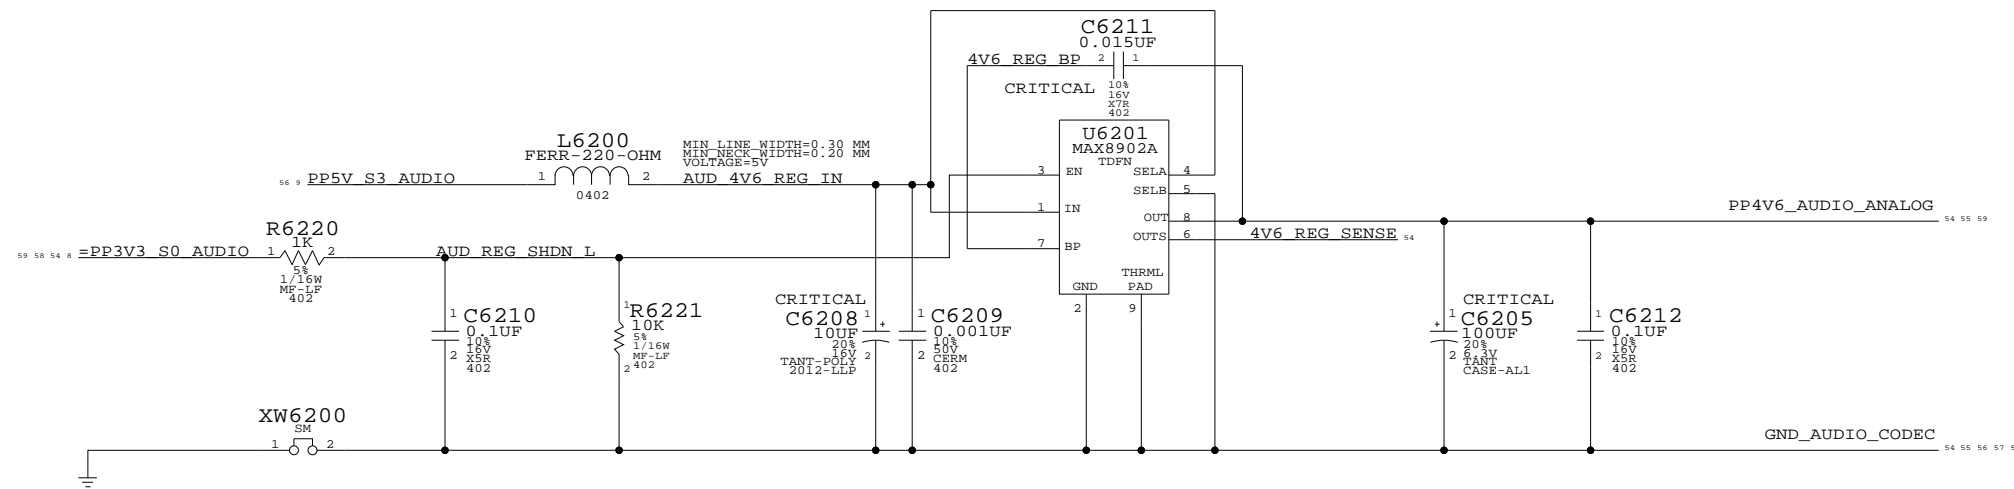 C6211
0.015UF
4V6_REG_BP 2 1
CRITICAL
10%
16V
X7R
402
U6201
MAX8902A
TDFN
3 EN SELA 4
SELB 5
1 IN
OUT 8
OUTS 6
7 BP
THRML
GND PAD
2 9
L6200
FERR-220-OHM
1 2
0402
MIN_LINE_WIDTH=0.30 MM
MIN_NECK_WIDTH=0.20 MM
VOLTAGE=5V
56 9 PP5V_S3_AUDIO
AUD_4V6_REG_IN
R6220
1K
59 58 54 8 =PP3V3_S0_AUDIO 1 2
5%
1/16W
MF-LF
402
AUD_REG_SHDN_L
PP4V6_AUDIO_ANALOG 54 55 59
4V6_REG_SENSE 54
1
C6210
0.1UF
10%
16V
X5R
402
2
1
R6221
10K
5%
1/16W
MF-LF
402
2
CRITICAL
1
C6208
10UF
+
20%
16V
TANT-POLY
2012-LLP
2
1
C6209
0.001UF
10%
50V
CERM
402
2
CRITICAL
1
C6205
+
100UF
20%
6.3V
TANT
CASE-AL1
2
1
C6212
0.1UF
10%
16V
X5R
402
2
XW6200
SM
1 2
GND_AUDIO_CODEC 54 55 56 57